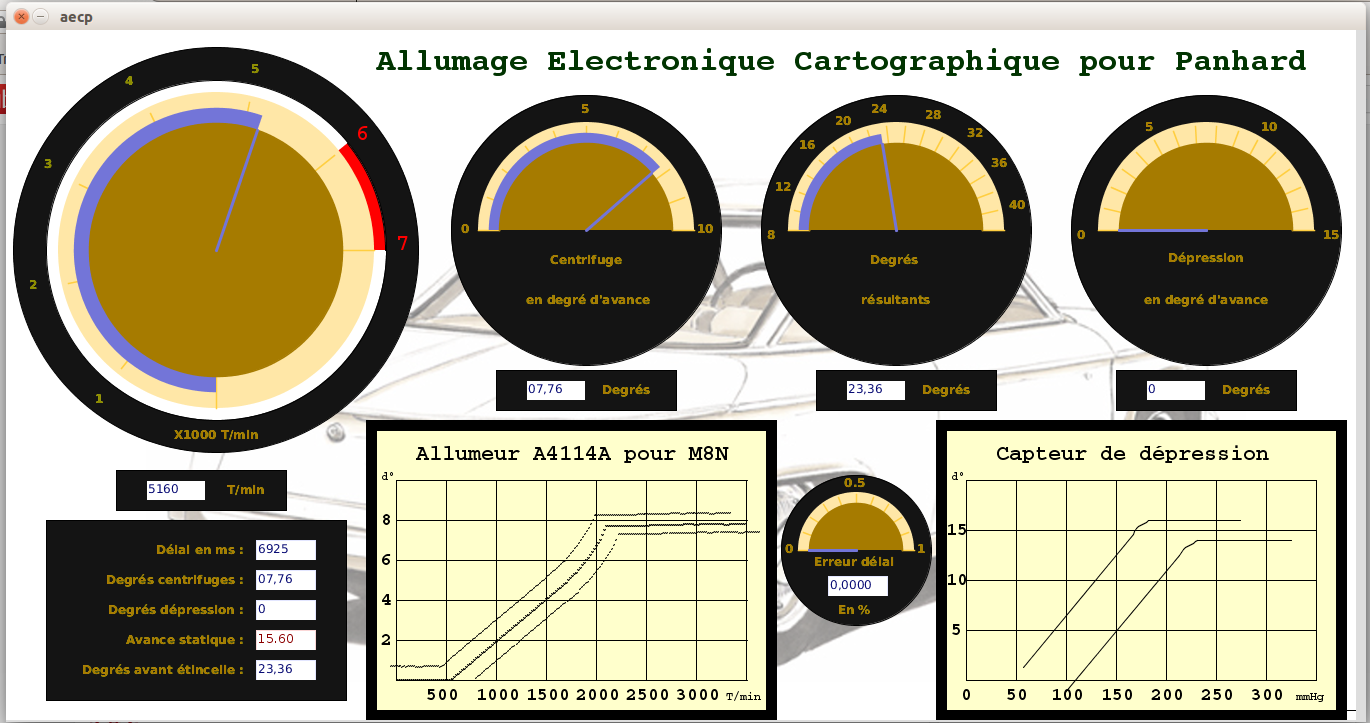 aecp
Allumage Electronique Cartographique pour Panhard
1
2
3
4
5
6
7
X1000 T/min
5160 T/min
0
5
10
Centrifuge
en degré d'avance
07,76 Degrés
8
12
16
20
24
28
32
36
40
Degrés
résultants
23,36 Degrés
0
5
10
15
Dépression
en degré d'avance
0 Degrés
Délai en ms : 6925
Degrés centrifuges : 07,76
Degrés dépression : 0
Avance statique : 15.60
Degrés avant étincelle : 23,36
Allumeur A4114A pour M8N
d°
8
6
4
2
500 1000 1500 2000 2500 3000 T/min
0
0.5
1
Erreur délai
0,0000
En %
Capteur de dépression
d°
15
10
5
0 50 100 150 200 250 300 mmHg